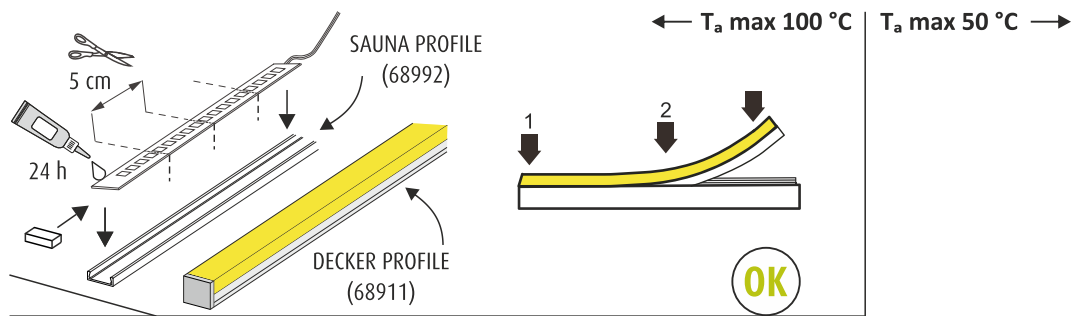 Tₐ max 100 °C
Tₐ max 50 °C
SAUNA PROFILE
(68992)
5 cm
24 h
1
2
DECKER PROFILE
(68911)
OK